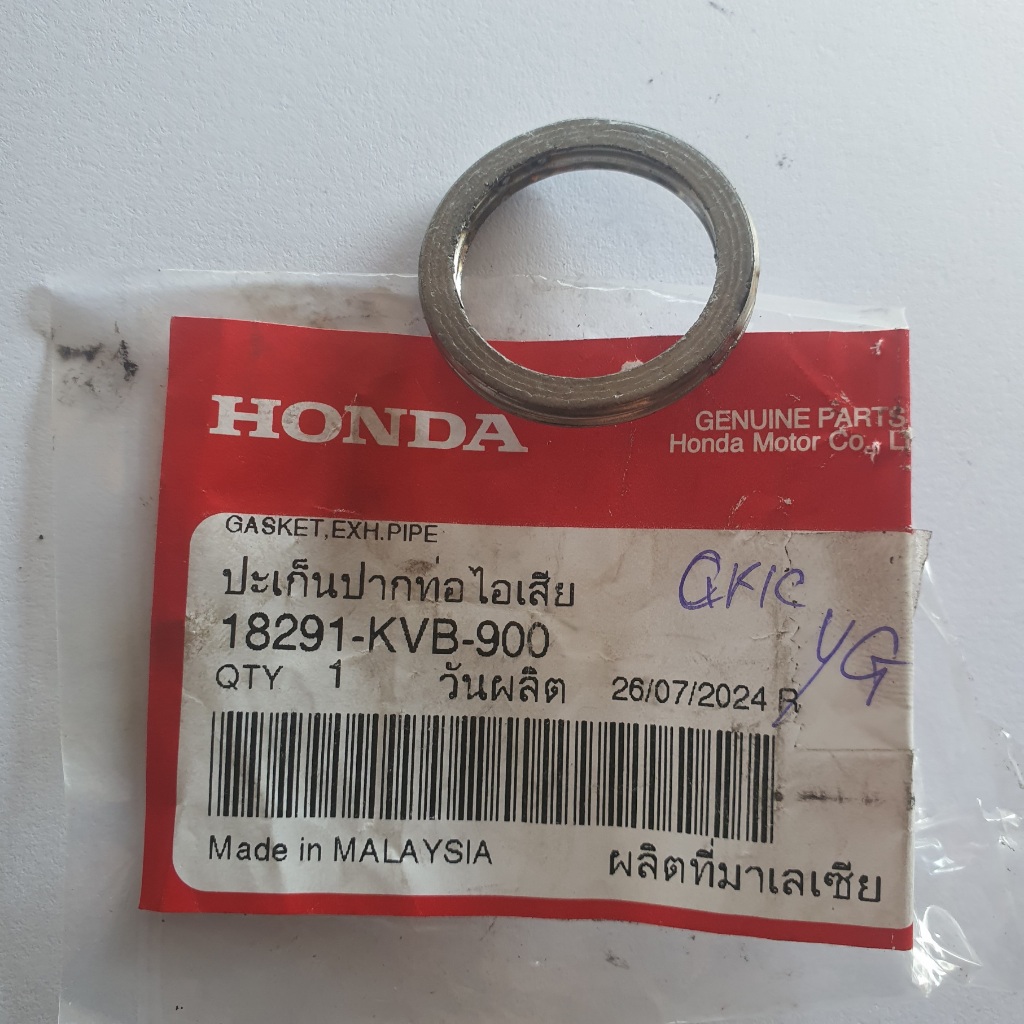 HONDA
GENUINE PARTS
Honda Motor Co., L
GASKET,EXH.PIPE
ปะเก็นปากท่อไอเสีย
18291-KVB-900
QTY 1 วันผลิต 26/07/2024 R
Made in MALAYSIA
ผลิตที่มาเลเซีย
YG